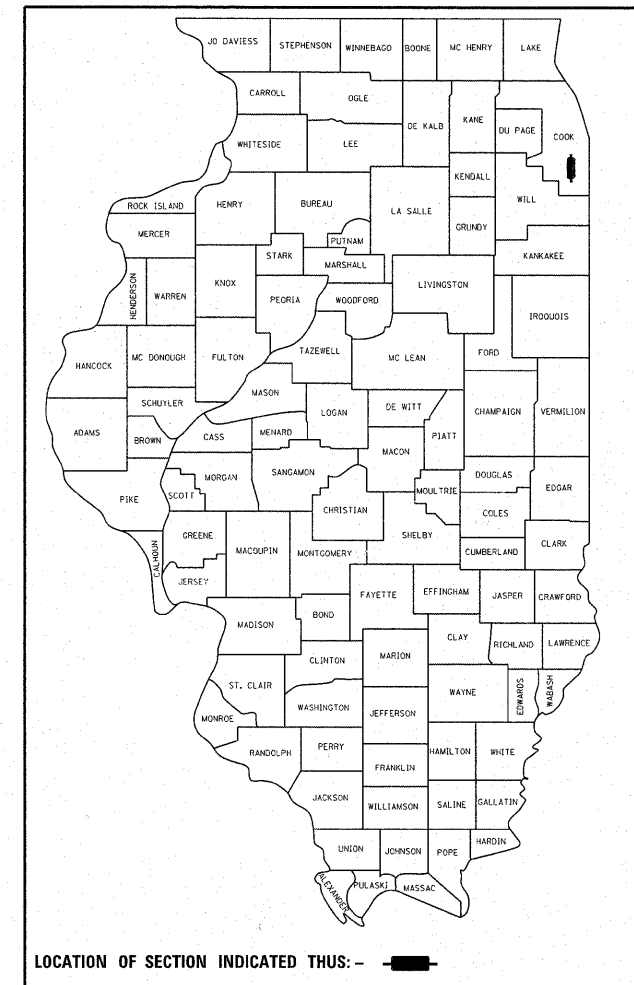 JO DAVIESS
STEPHENSON
WINNEBAGO
BOONE
MC HENRY
LAKE
CARROLL
OGLE
DE KALB
KANE
DU PAGE
COOK
WHITESIDE
LEE
KENDALL
WILL
ROCK ISLAND
HENRY
BUREAU
LA SALLE
GRUNDY
MERCER
PUTNAM
KANKAKEE
STARK
MARSHALL
LIVINGSTON
HENDERSON
WARREN
KNOX
PEORIA
WOODFORD
IROQUOIS
HANCOCK
MC DONOUGH
FULTON
TAZEWELL
MC LEAN
FORD
MASON
SCHUYLER
LOGAN
DE WITT
CHAMPAIGN
VERMILION
ADAMS
BROWN
CASS
MENARD
PIATT
MACON
SANGAMON
MORGAN
DOUGLAS
EDGAR
PIKE
SCOTT
MOULTRIE
CHRISTIAN
COLES
GREENE
MACOUPIN
MONTGOMERY
SHELBY
CUMBERLAND
CLARK
CALHOUN
JERSEY
FAYETTE
EFFINGHAM
JASPER
CRAWFORD
MADISON
BOND
CLAY
RICHLAND
LAWRENCE
MARION
CLINTON
ST. CLAIR
WAYNE
EDWARDS
WABASH
WASHINGTON
JEFFERSON
MONROE
RANDOLPH
PERRY
HAMILTON
WHITE
FRANKLIN
JACKSON
WILLIAMSON
SALINE
GALLATIN
UNION
JOHNSON
POPE
HARDIN
ALEXANDER
PULASKI
MASSAC
LOCATION OF SECTION INDICATED THUS: -